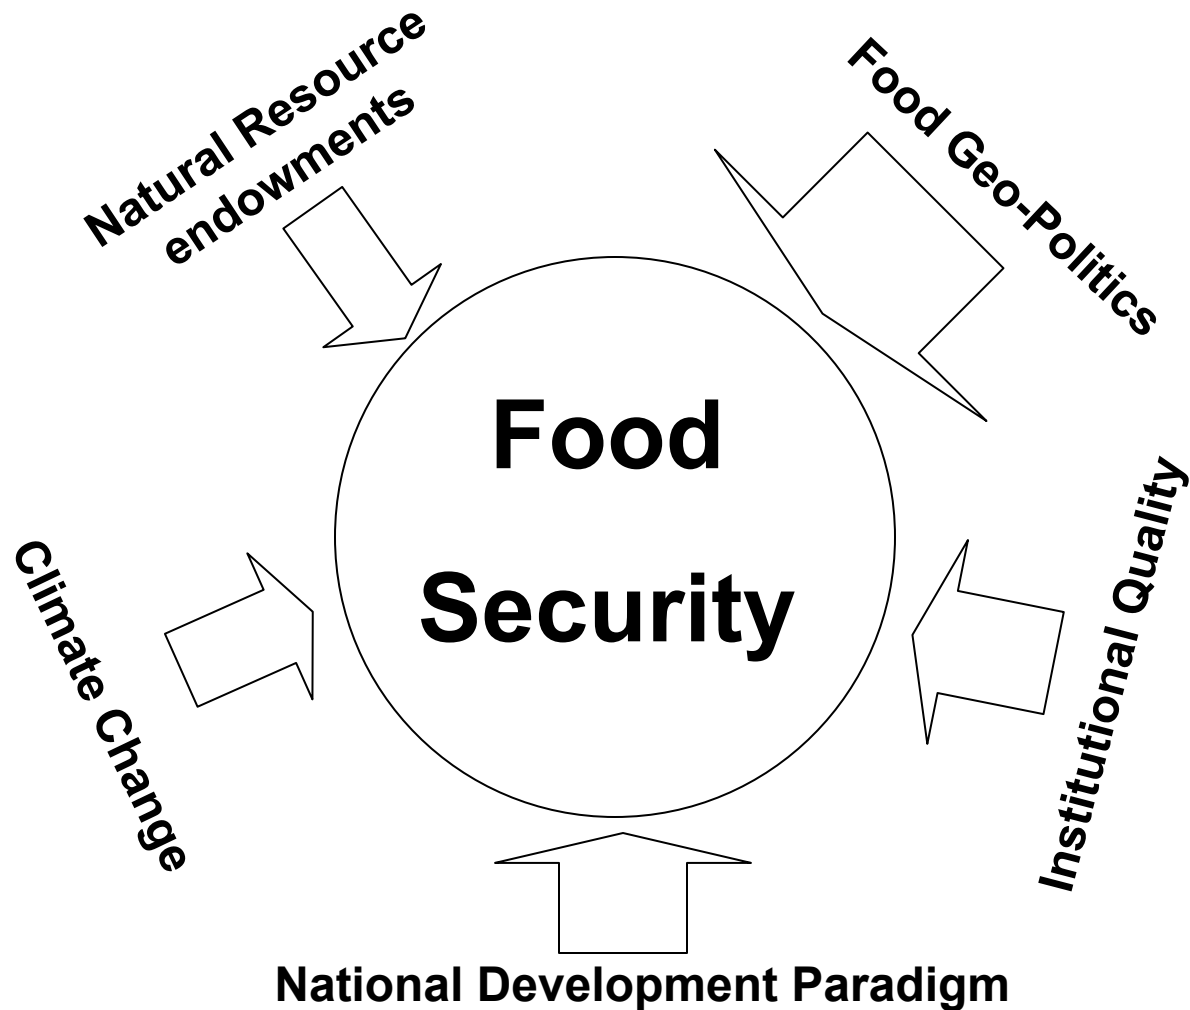 Natural Resource
endowments
Food Geo-Politics
Food
Security
Climate Change
Institutional Quality
National Development Paradigm